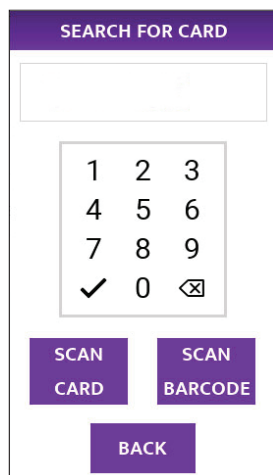 SEARCH FOR CARD
1 2 3
4 5 6
7 8 9
0
SCAN
CARD
SCAN
BARCODE
BACK